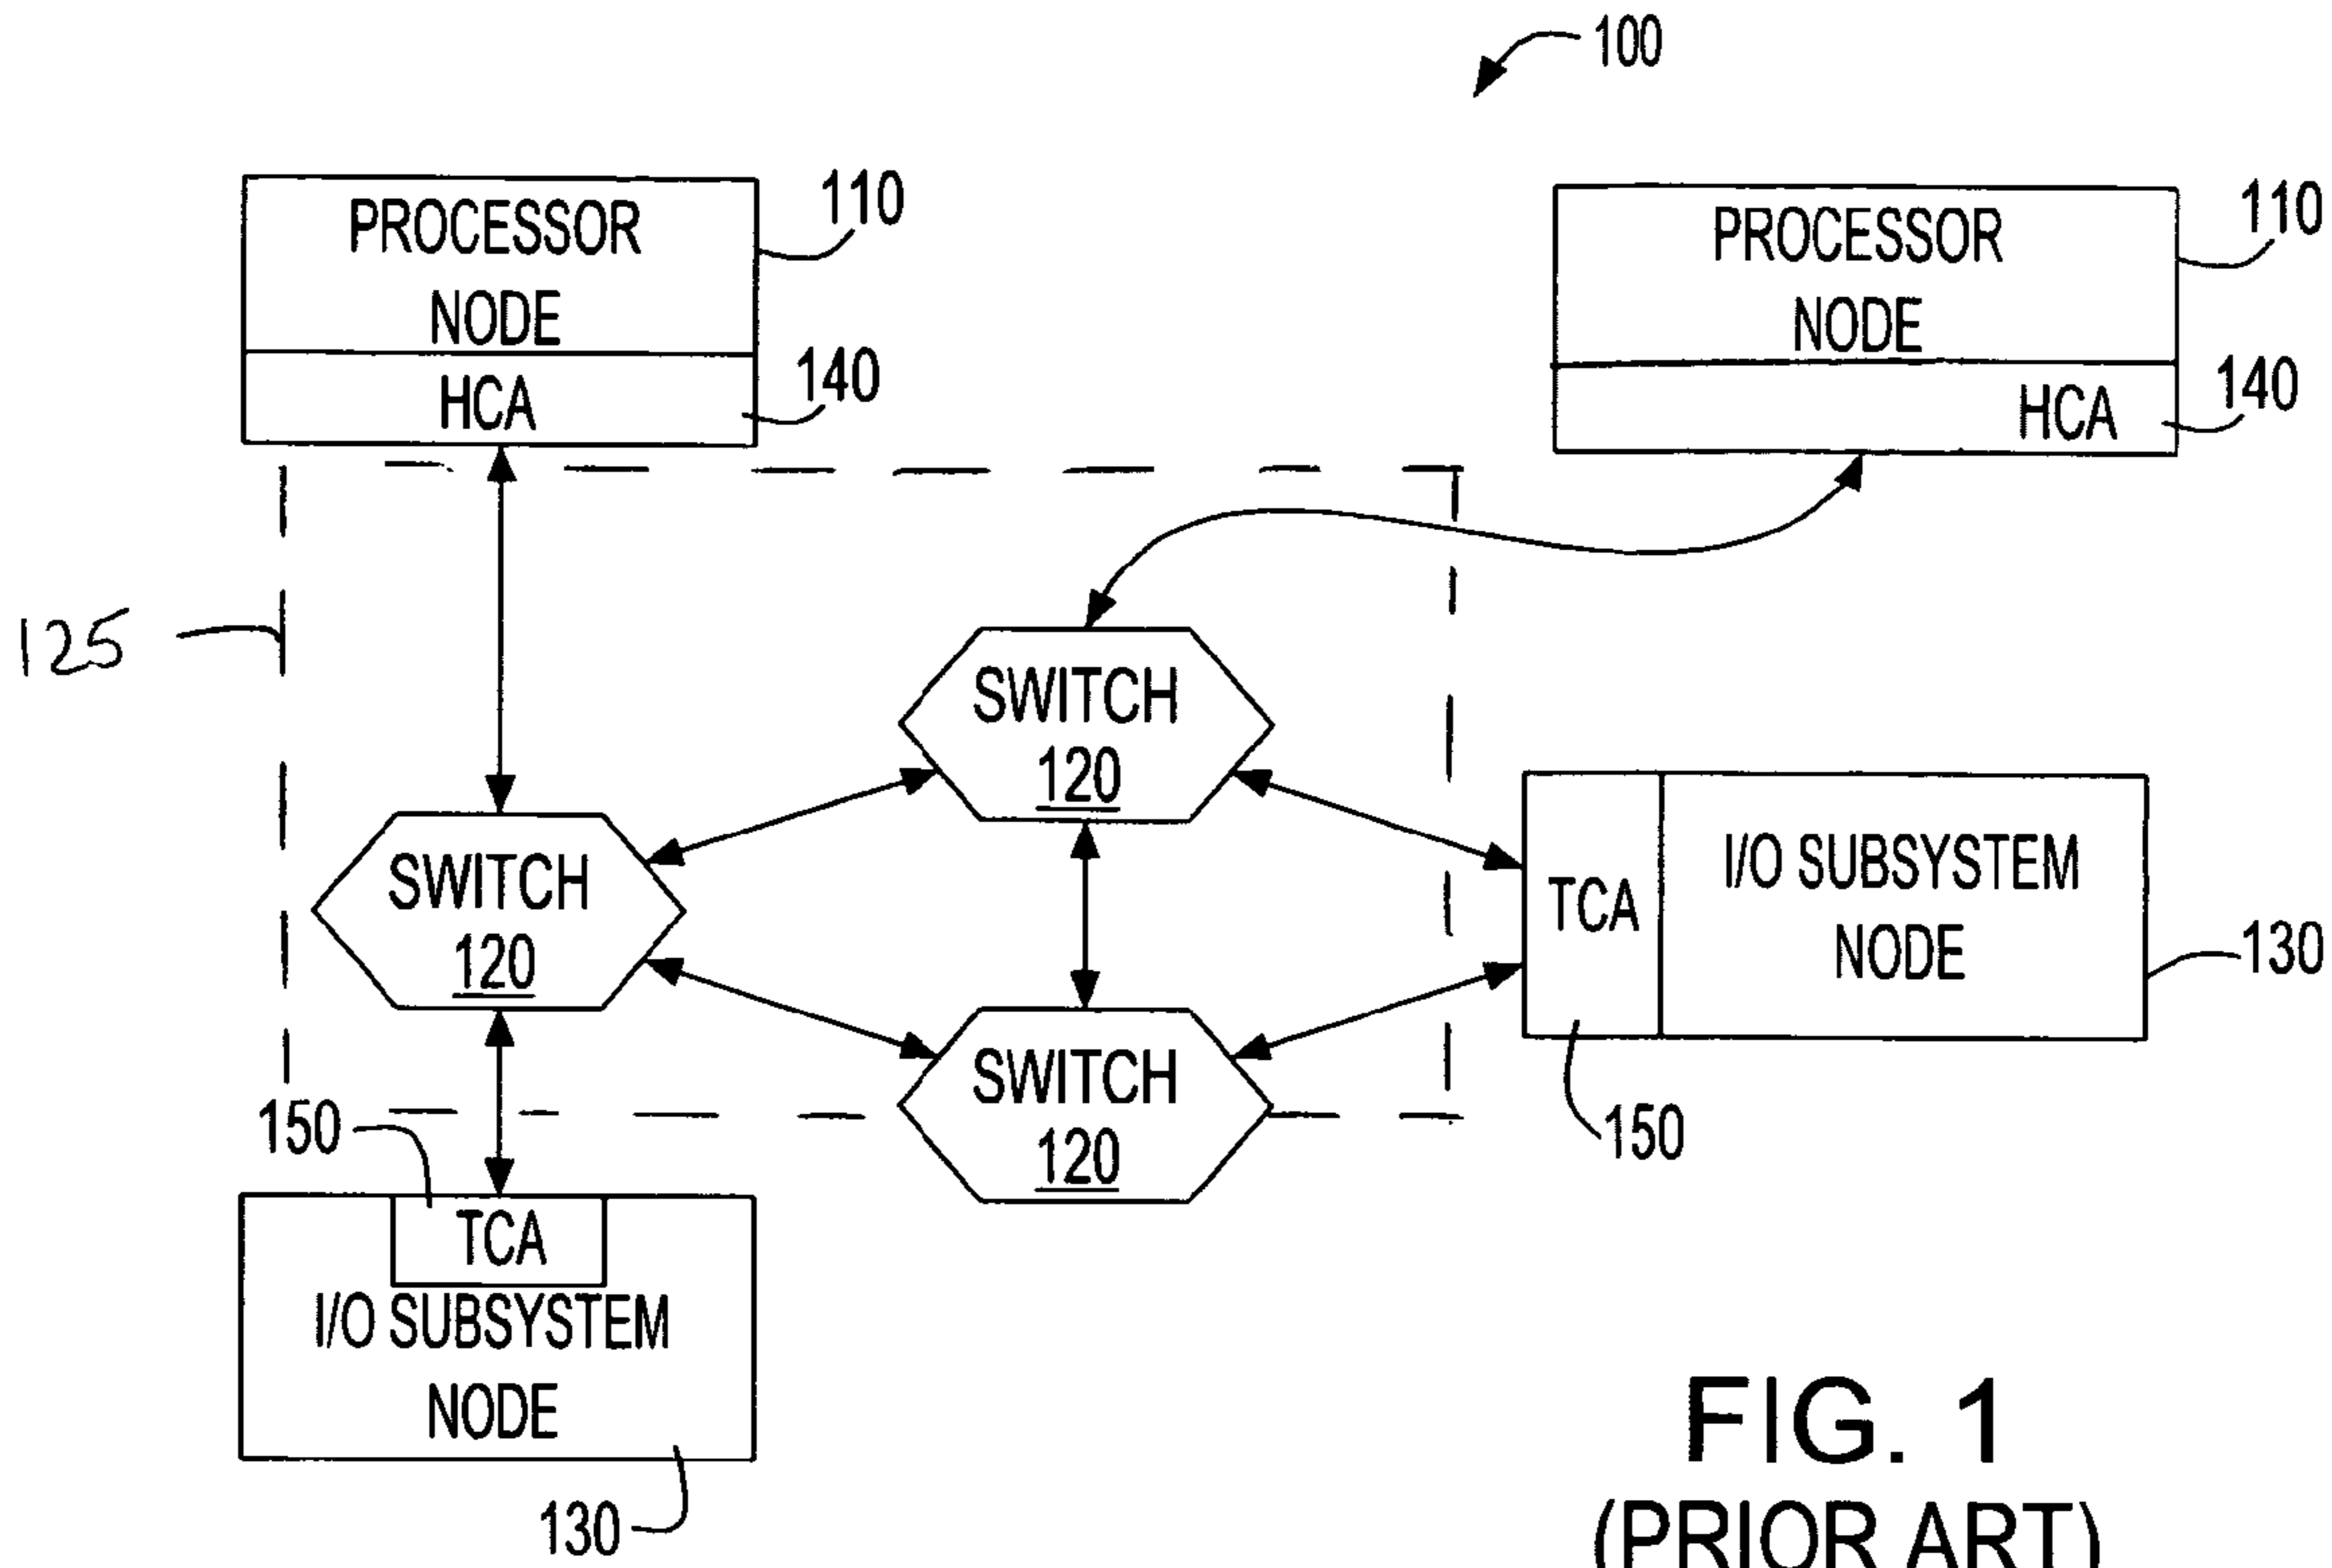 100
PROCESSOR
NODE
110
HCA
140
PROCESSOR
NODE
110
HCA
140
125
SWITCH
120
SWITCH
120
SWITCH
120
TCA
I/O SUBSYSTEM
NODE
130
150
150
TCA
I/O SUBSYSTEM
NODE
130
FIG. 1
(PRIOR ART)